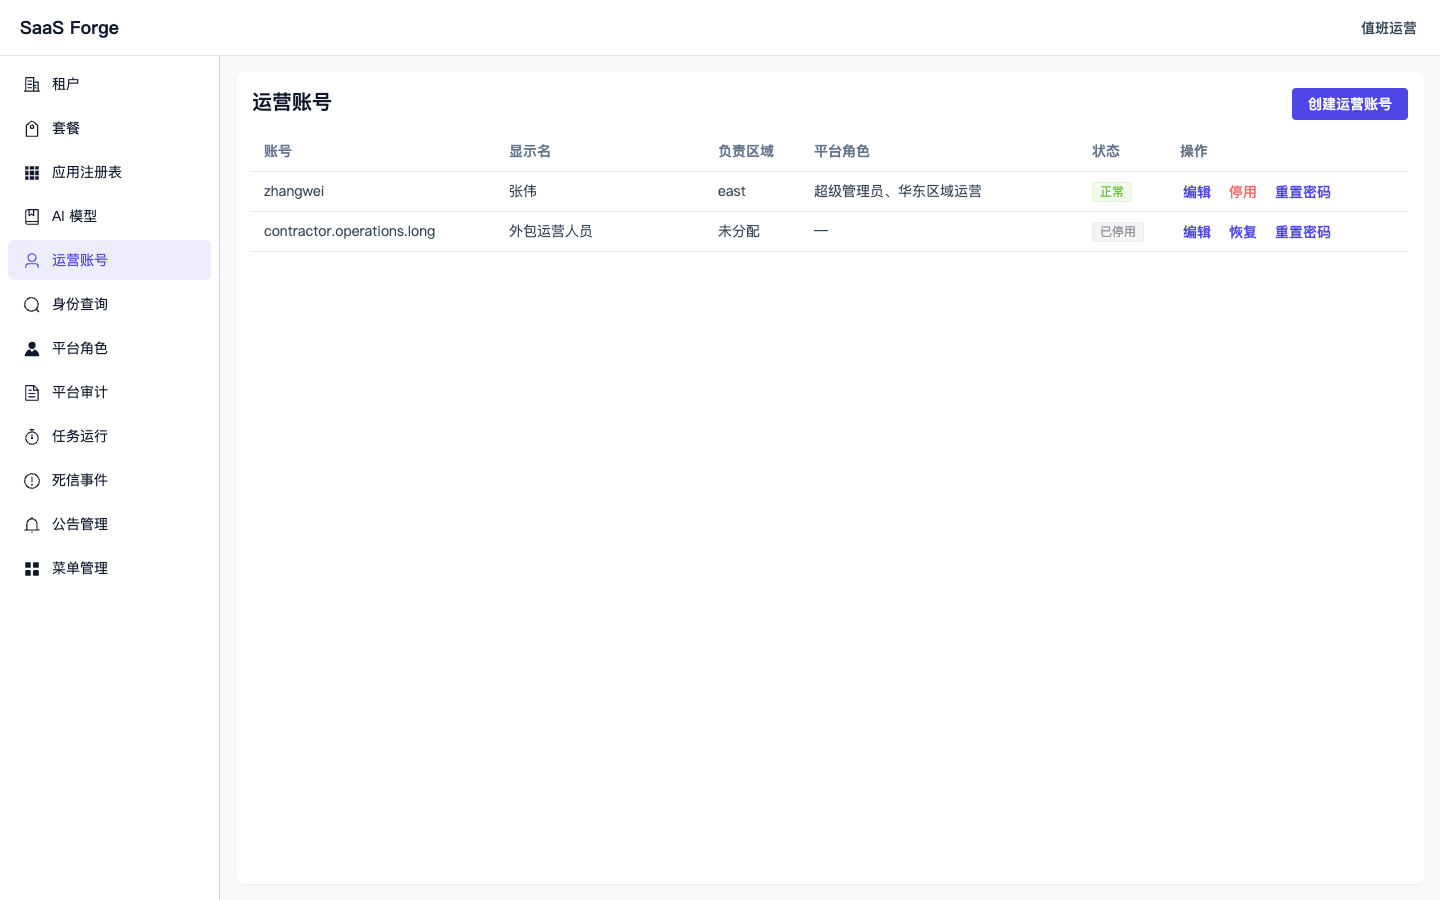 SaaS Forge
值班运营
租户
套餐
应用注册表
AI 模型
运营账号
身份查询
平台角色
平台审计
任务运行
死信事件
公告管理
菜单管理
运营账号
创建运营账号
账号 显示名 负责区域 平台角色 状态 操作
zhangwei 张伟 east 超级管理员、华东区域运营 正常 编辑 停用 重置密码
contractor.operations.long 外包运营人员 未分配 — 已停用 编辑 恢复 重置密码